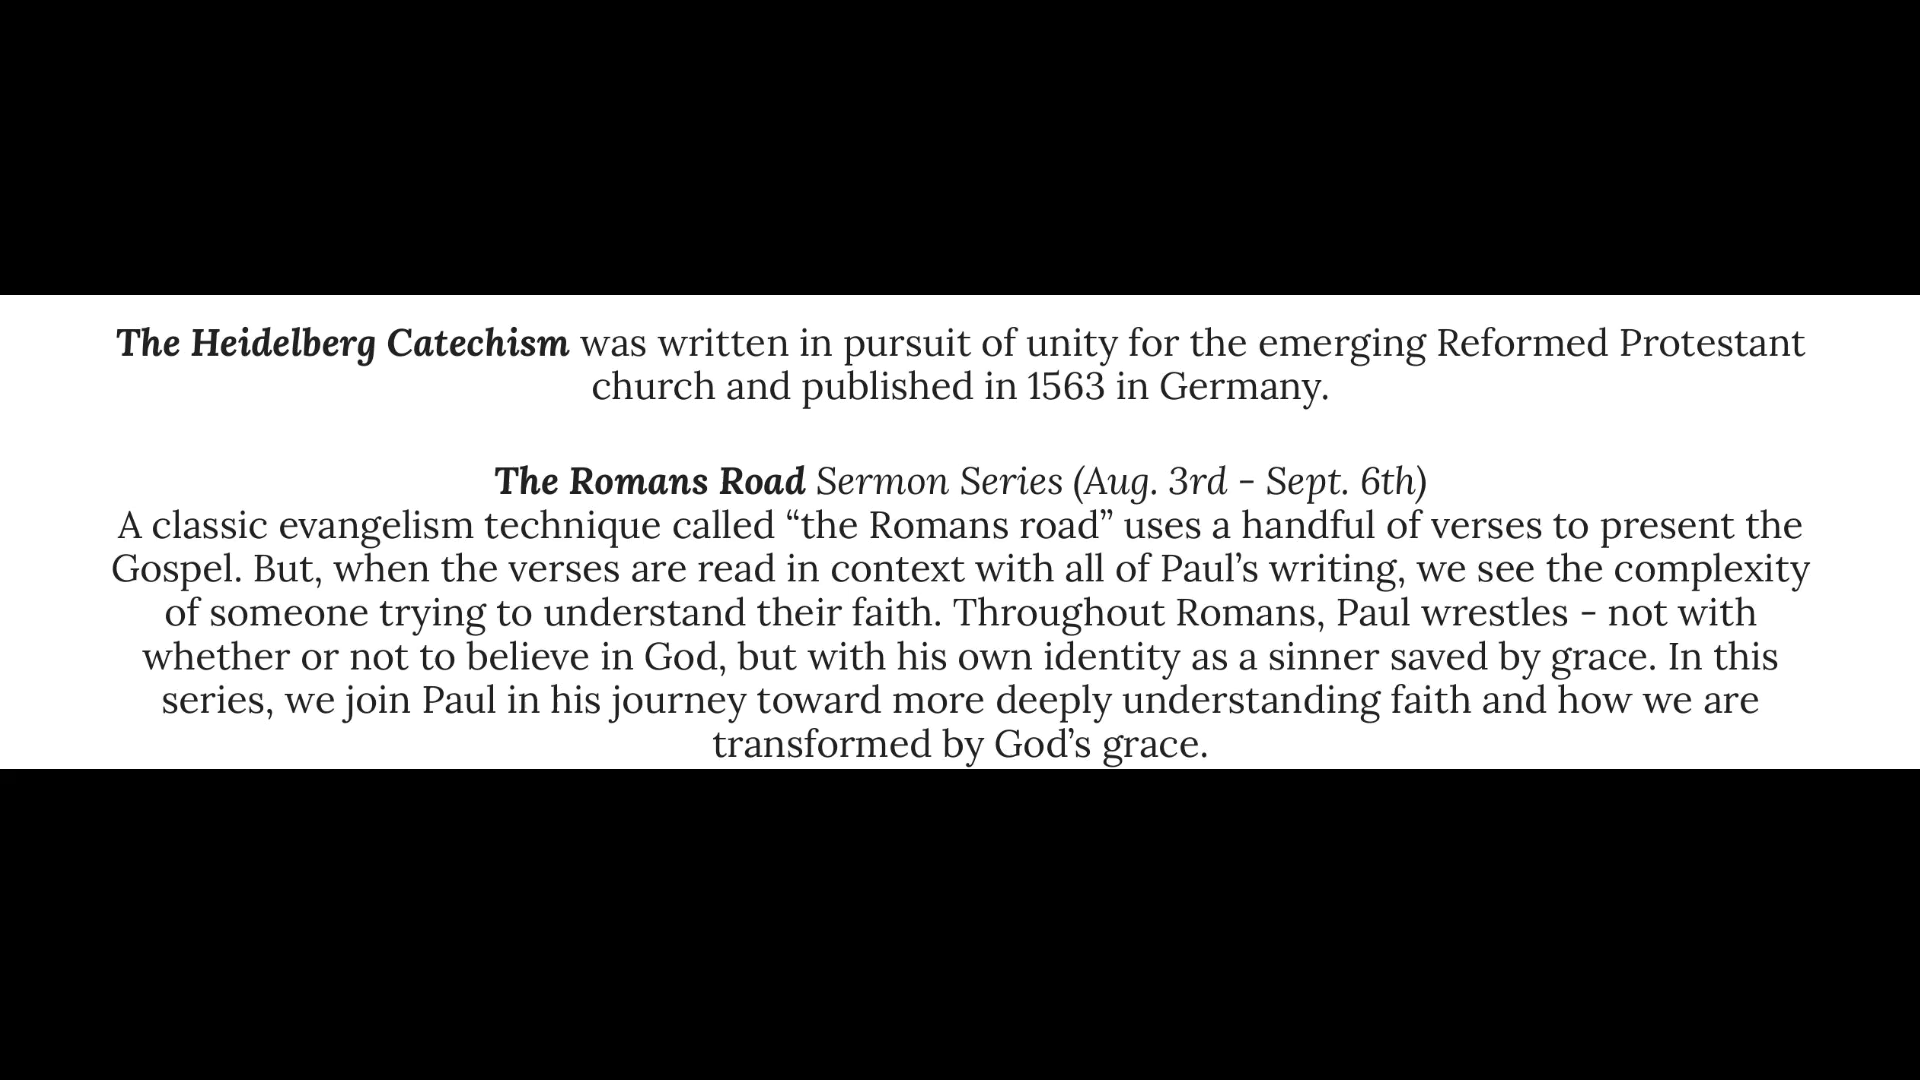 The Heidelberg Catechism was written in pursuit of unity for the emerging Reformed Protestant
church and published in 1563 in Germany.
The Romans Road Sermon Series (Aug. 3rd - Sept. 6th)
A classic evangelism technique called “the Romans road” uses a handful of verses to present the
Gospel. But, when the verses are read in context with all of Paul’s writing, we see the complexity
of someone trying to understand their faith. Throughout Romans, Paul wrestles - not with
whether or not to believe in God, but with his own identity as a sinner saved by grace. In this
series, we join Paul in his journey toward more deeply understanding faith and how we are
transformed by God’s grace.